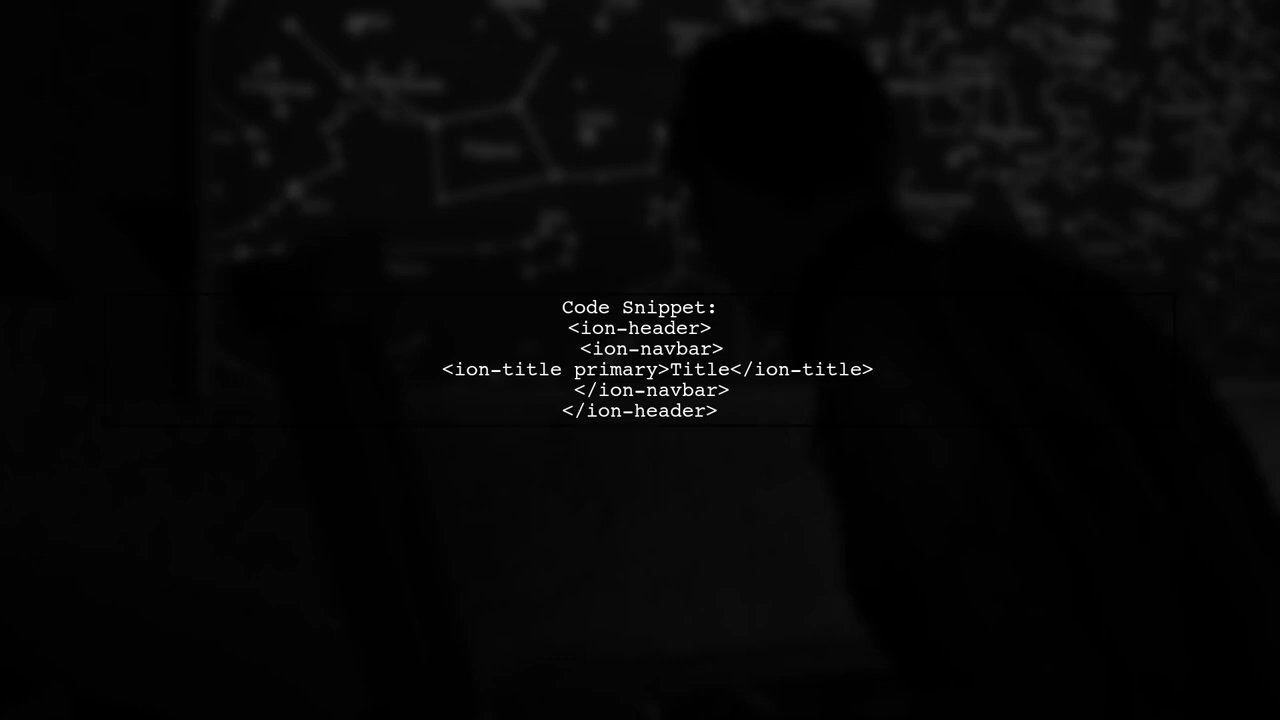 Code Snippet:
<ion-header>
<ion-navbar>
<ion-title primary>Title</ion-title>
</ion-navbar>
</ion-header>